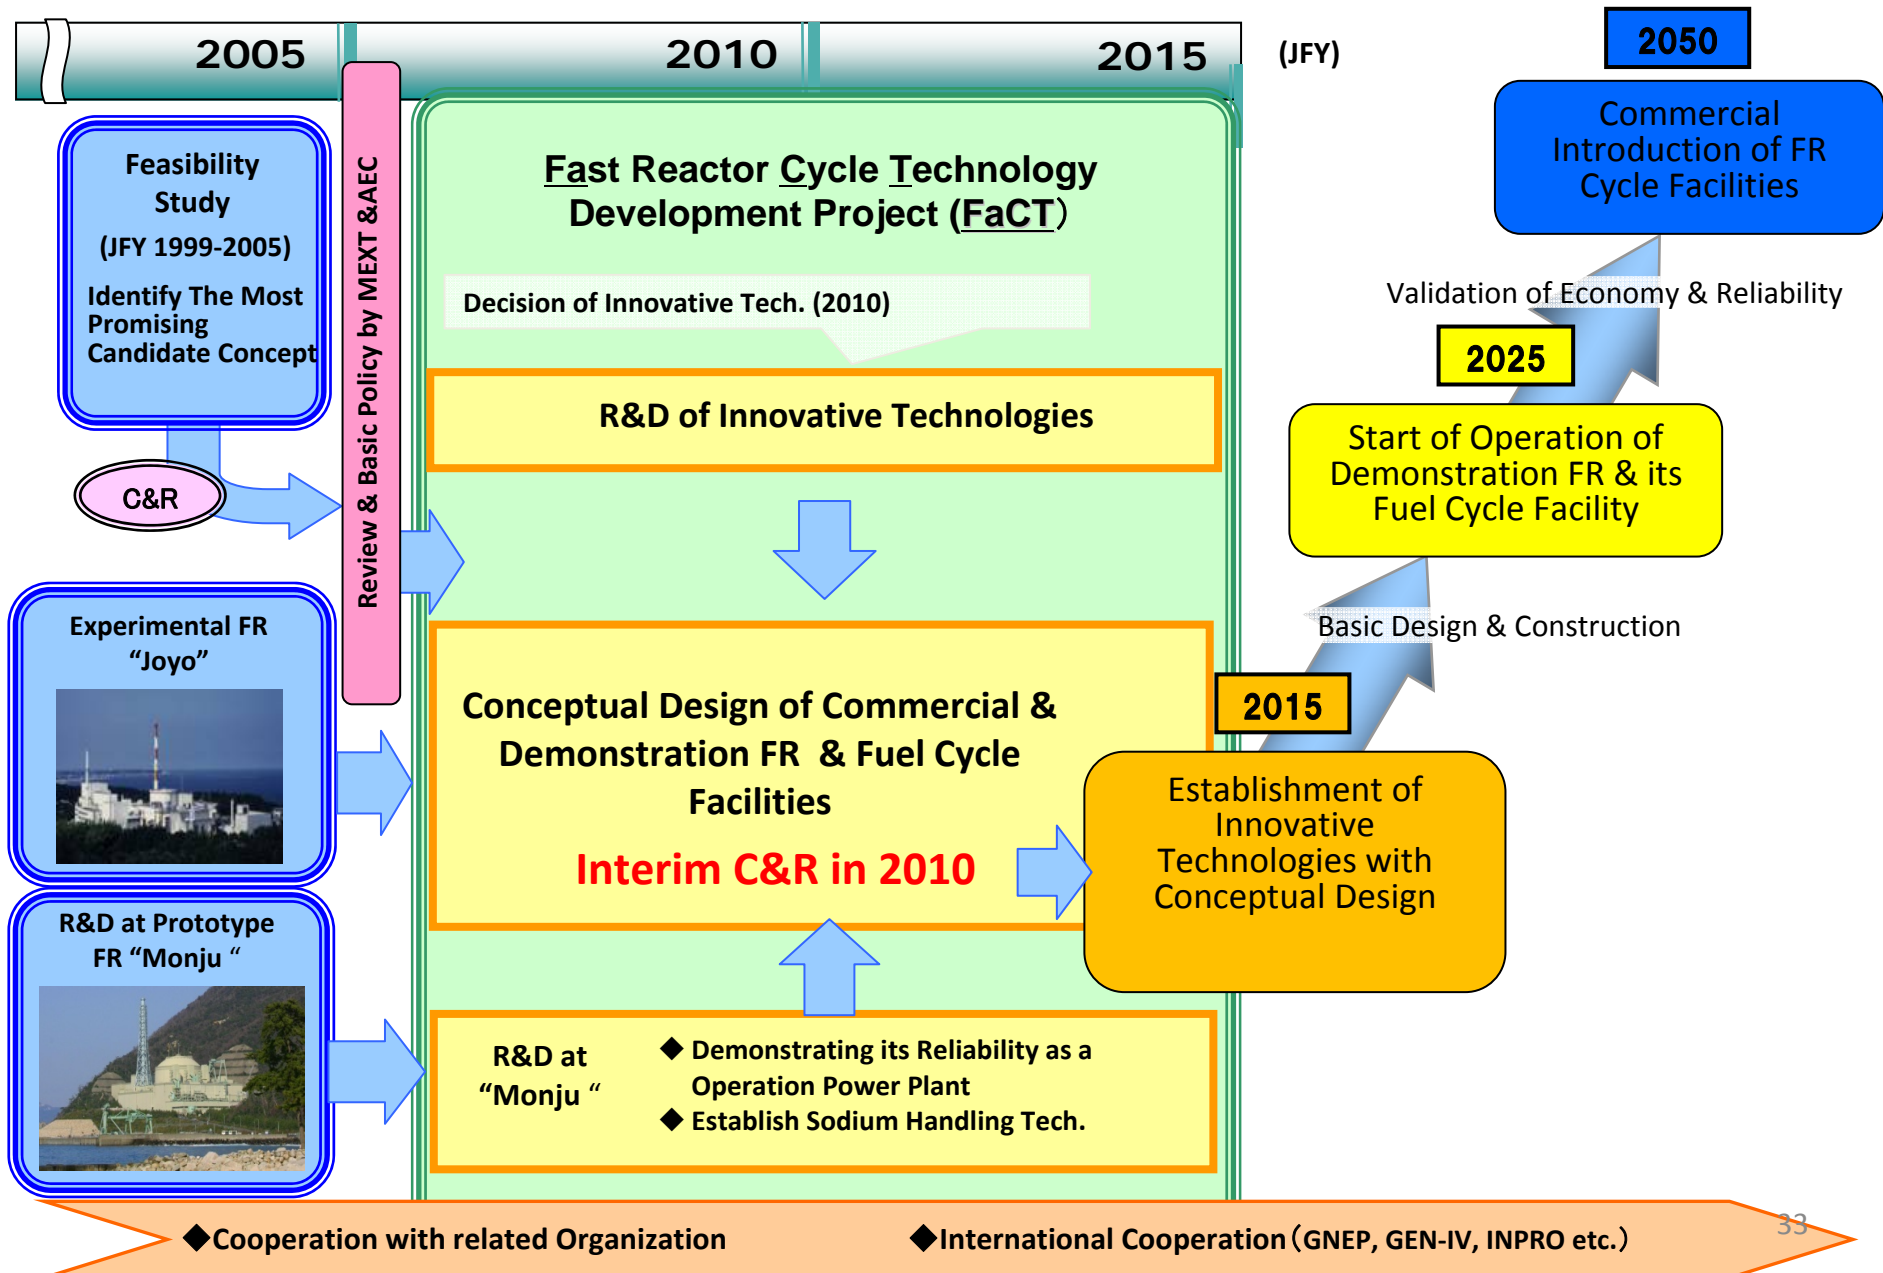 2005
2010
2015
(JFY)
2050
Commercial
Introduction of FR
Cycle Facilities
Feasibility
Study
(JFY 1999-2005)
Identify The Most
Promising
Candidate Concept
C&R
Review & Basic Policy by MEXT &AEC
Fast Reactor Cycle Technology
Development Project (FaCT)
Decision of Innovative Tech. (2010)
R&D of Innovative Technologies
Validation of Economy & Reliability
2025
Start of Operation of
Demonstration FR & its
Fuel Cycle Facility
Basic Design & Construction
Experimental FR
“Joyo”
Conceptual Design of Commercial &
Demonstration FR & Fuel Cycle
Facilities
Interim C&R in 2010
2015
Establishment of
Innovative
Technologies with
Conceptual Design
R&D at Prototype
FR “Monju “
R&D at
“Monju “
◆ Demonstrating its Reliability as a
Operation Power Plant
◆ Establish Sodium Handling Tech.
◆Cooperation with related Organization
◆International Cooperation（GNEP, GEN-IV, INPRO etc.）
33